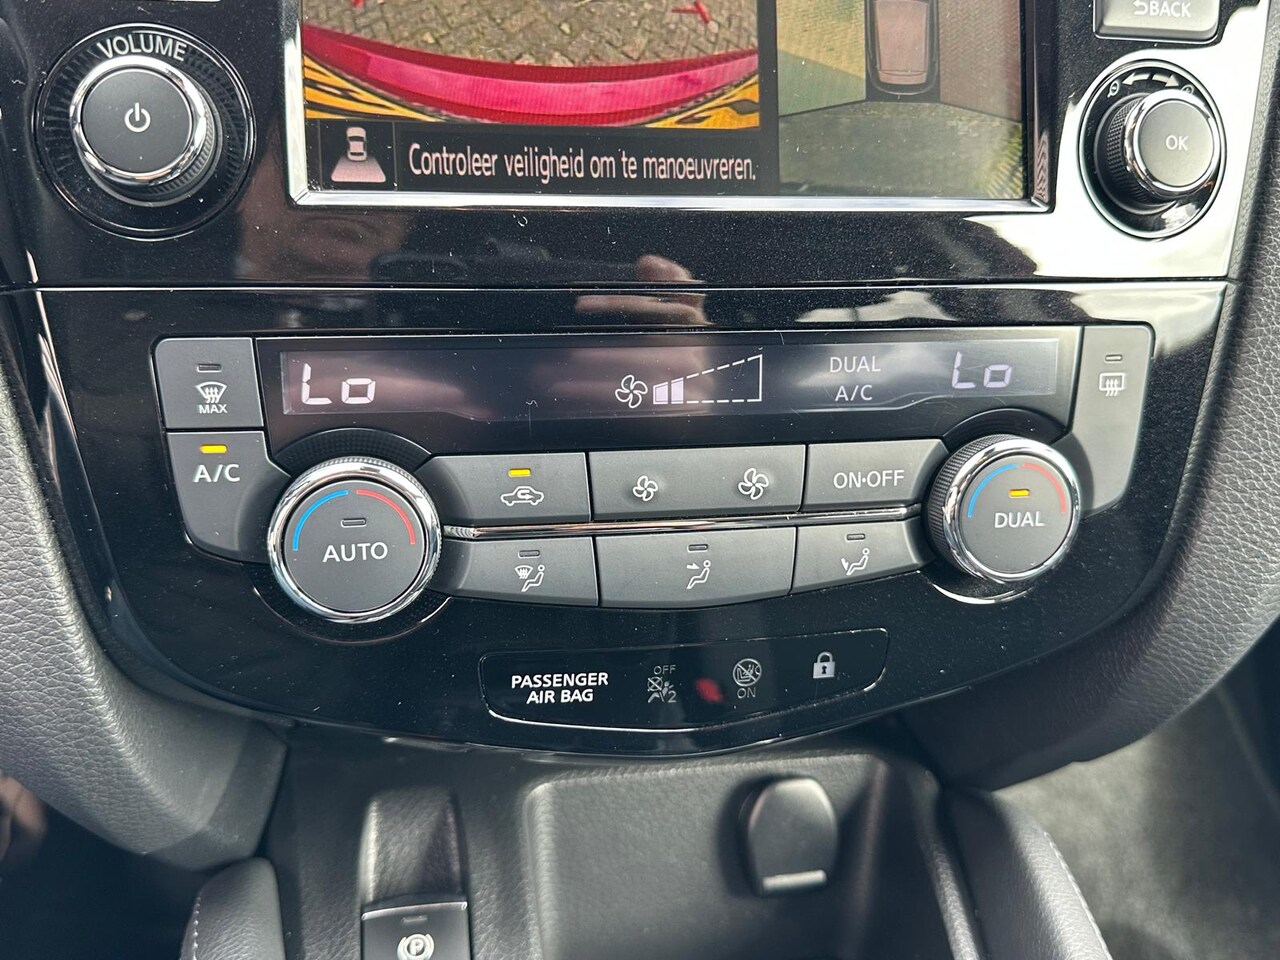 VOLUME
BACK
OK
Controleer veiligheid om te manoeuvreren.
MAX
Lo
DUAL
A/C
Lo
A/C
AUTO
ON·OFF
DUAL
PASSENGER
AIR BAG
OFF
2
ON
P